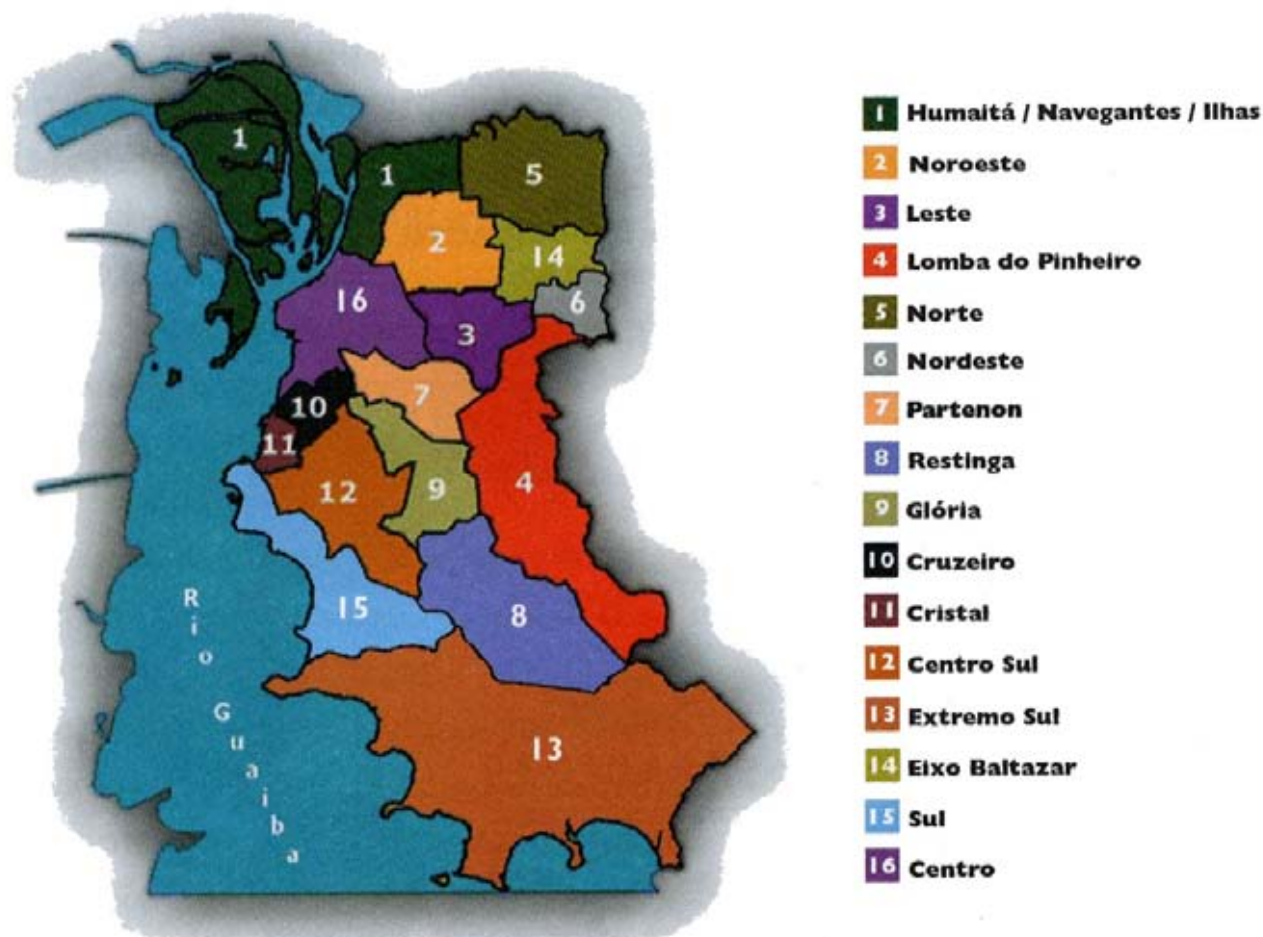 1
1
5
2
14
6
16
3
7
10
11
4
12
9
15
8
13
Rio Guaiba
1 Humaitá / Navegantes / Ilhas
2 Noroeste
3 Leste
4 Lomba do Pinheiro
5 Norte
6 Nordeste
7 Partenon
8 Restinga
9 Glória
10 Cruzeiro
11 Cristal
12 Centro Sul
13 Extremo Sul
14 Eixo Baltazar
15 Sul
16 Centro